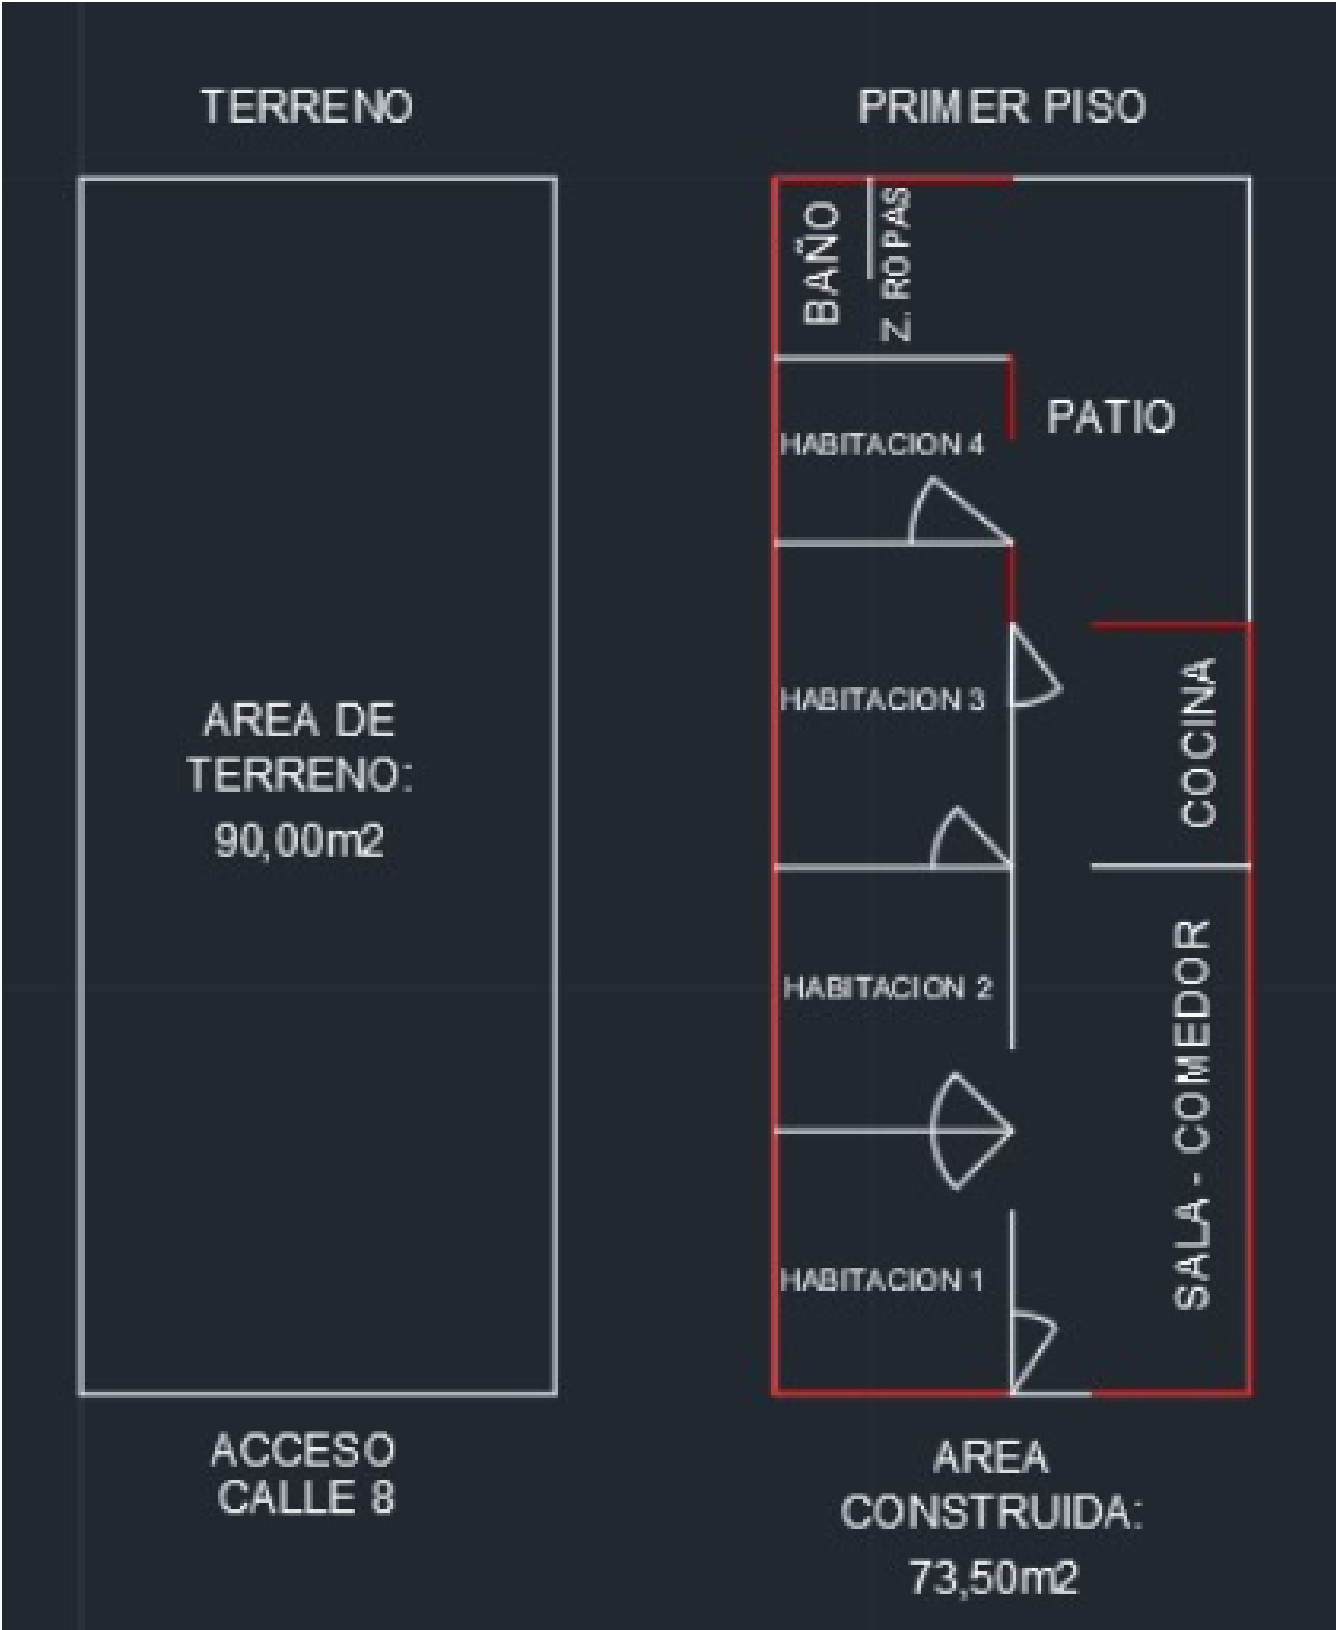 TERRENO
AREA DE
TERRENO:
90,00m2
ACCESO
CALLE 8
PRIMER PISO
BAÑO
Z. ROPAS
PATIO
HABITACION 4
HABITACION 3
COCINA
HABITACION 2
SALA - COMEDOR
HABITACION 1
AREA
CONSTRUIDA:
73,50m2